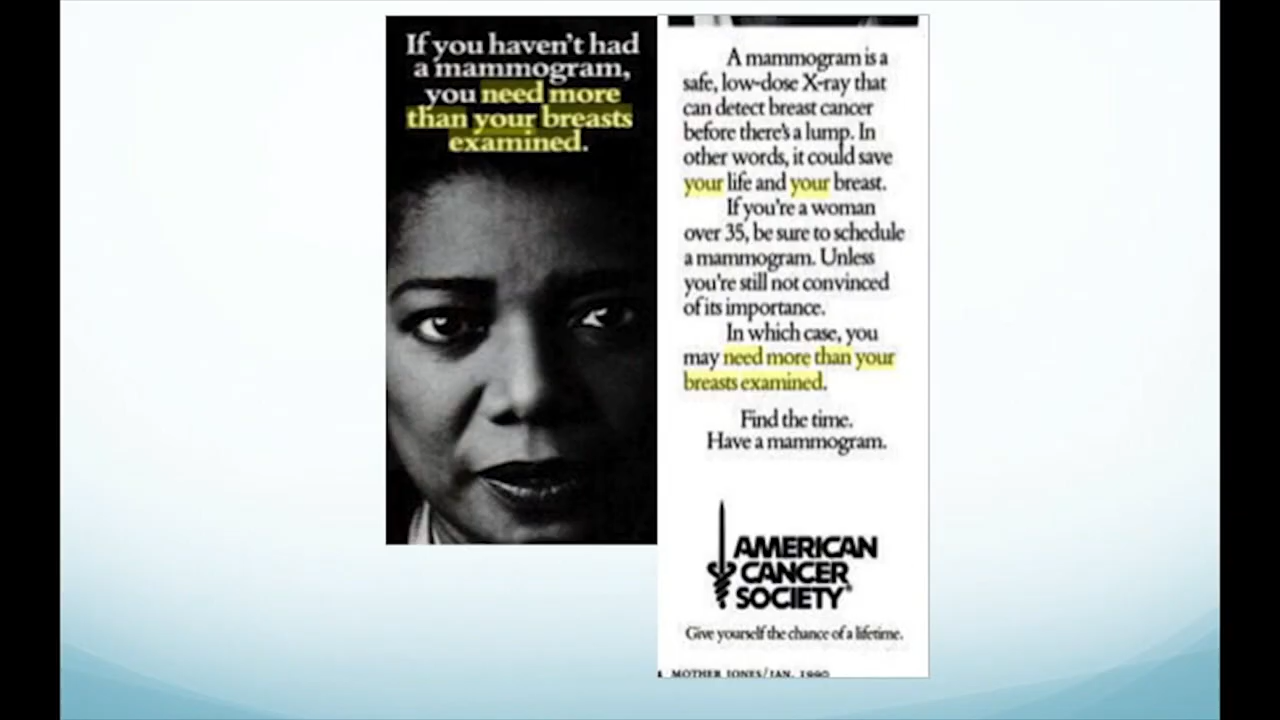 If you haven't had
a mammogram,
you need more
than your breasts
examined.
A mammogram is a
safe, low-dose X-ray that
can detect breast cancer
before there's a lump. In
other words, it could save
your life and your breast.
If you're a woman
over 35, be sure to schedule
a mammogram. Unless
you're still not convinced
of its importance.
In which case, you
may need more than your
breasts examined.
Find the time.
Have a mammogram.
AMERICAN
CANCER
SOCIETY®
Give yourself the chance of a lifetime.
MOTHER JONES/JAN. 1990